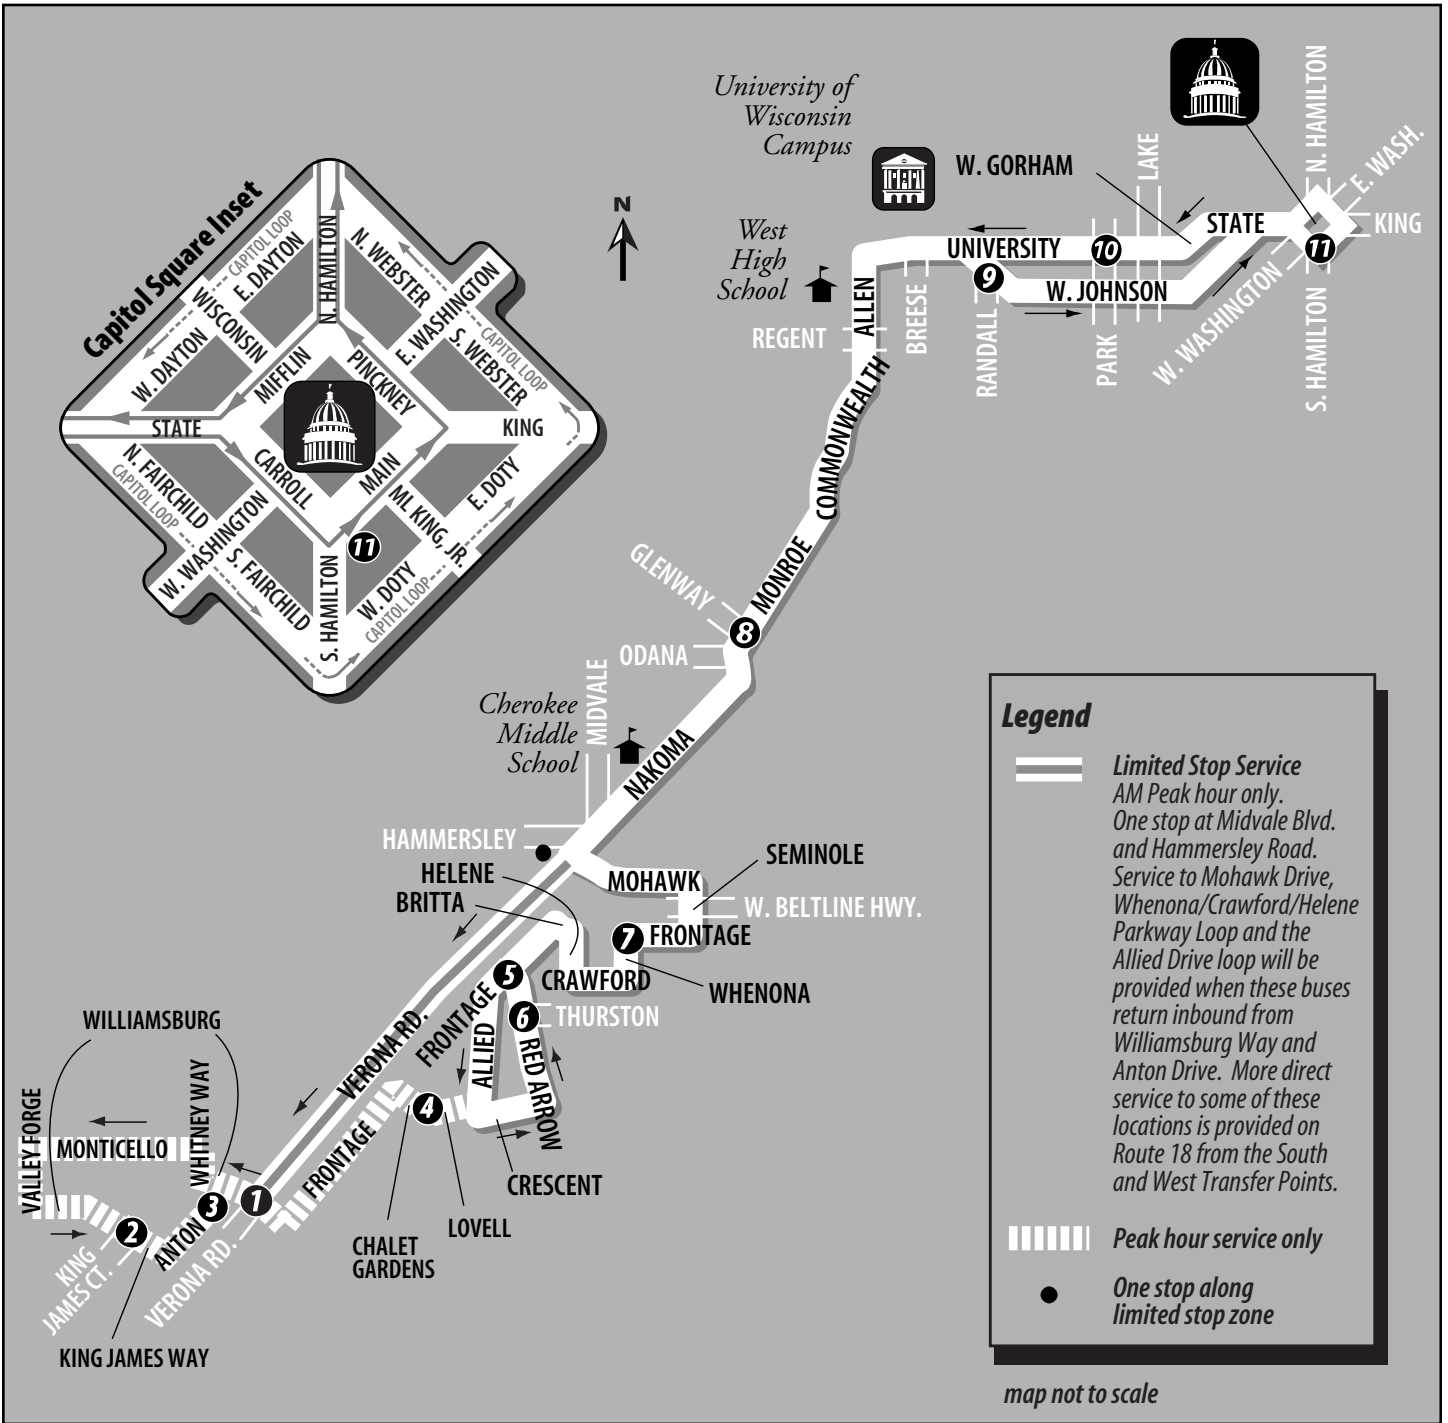 University of
Wisconsin
Campus
W. GORHAM
LAKE
N. HAMILTON
E. WASH.
STATE
KING
UNIVERSITY
10
11
9
W. JOHNSON
West
High
School
ALLEN
REGENT
BREESE
RANDALL
PARK
W. WASHINGTON
S. HAMILTON
COMMONWEALTH
N
Capitol Square Inset
CAPITOL LOOP
E. DAYTON
N. HAMILTON
N. WEBSTER
E. WASHINGTON
WISCONSIN
W. DAYTON
MIFFLIN
PINCKNEY
S. WEBSTER
CAPITOL LOOP
STATE
KING
N. FAIRCHILD
CAPITOL LOOP
CARROLL
MAIN
ML KING, JR.
E. DOTY
W. WASHINGTON
S. FAIRCHILD
11
S. HAMILTON
W. DOTY
CAPITOL LOOP
GLENWAY
MONROE
8
ODANA
MIDVALE
Cherokee
Middle
School
NAKOMA
HAMMERSLEY
HELENE
BRITTA
MOHAWK
SEMINOLE
W. BELTLINE HWY.
7
FRONTAGE
CRAWFORD
WHENONA
5
FRONTAGE
6
THURSTON
VERONA RD.
ALLIED
RED ARROW
WILLIAMSBURG
VALLEY FORGE
MONTICELLO
WHITNEY WAY
4
FRONTAGE
CRESCENT
LOVELL
CHALET
GARDENS
1
3
2
ANTON
KING
JAMES CT.
VERONA RD.
KING JAMES WAY
Legend
Limited Stop Service
AM Peak hour only.
One stop at Midvale Blvd.
and Hammersley Road.
Service to Mohawk Drive,
Whenona/Crawford/Helene
Parkway Loop and the
Allied Drive loop will be
provided when these buses
return inbound from
Williamsburg Way and
Anton Drive.  More direct
service to some of these
locations is provided on
Route 18 from the South
and West Transfer Points.
Peak hour service only
One stop along
limited stop zone
map not to scale